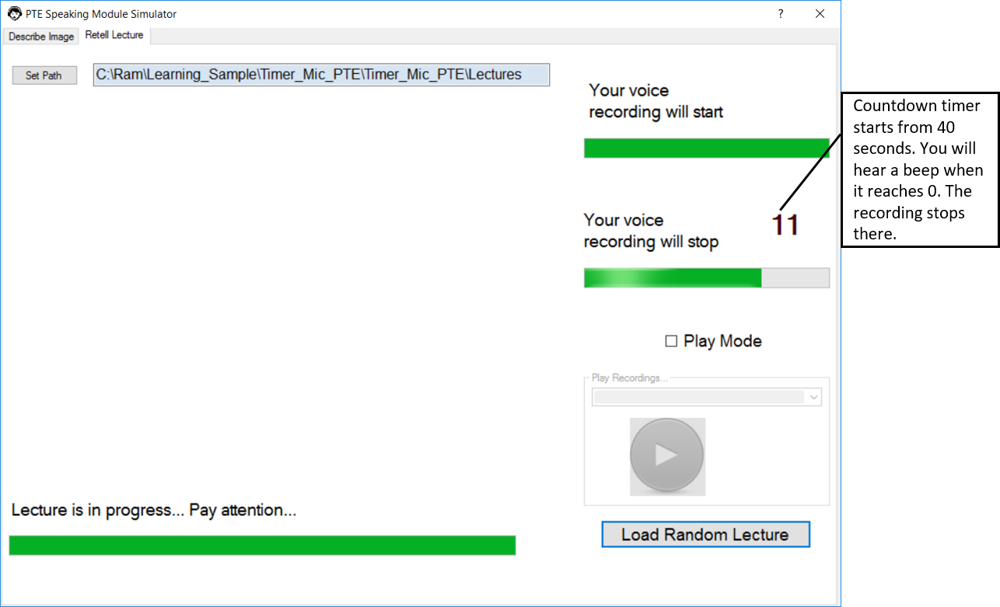 PTE Speaking Module Simulator
?
Describe Image
Retell Lecture
Set Path
C:\Ram\Learning_Sample\Timer_Mic_PTE\Timer_Mic_PTE\Lectures
Your voice
recording will start
Your voice
recording will stop
11
Countdown timer
starts from 40
seconds. You will
hear a beep when
it reaches 0. The
recording stops
there.
Play Mode
Play Recordings...
Lecture is in progress... Pay attention...
Load Random Lecture